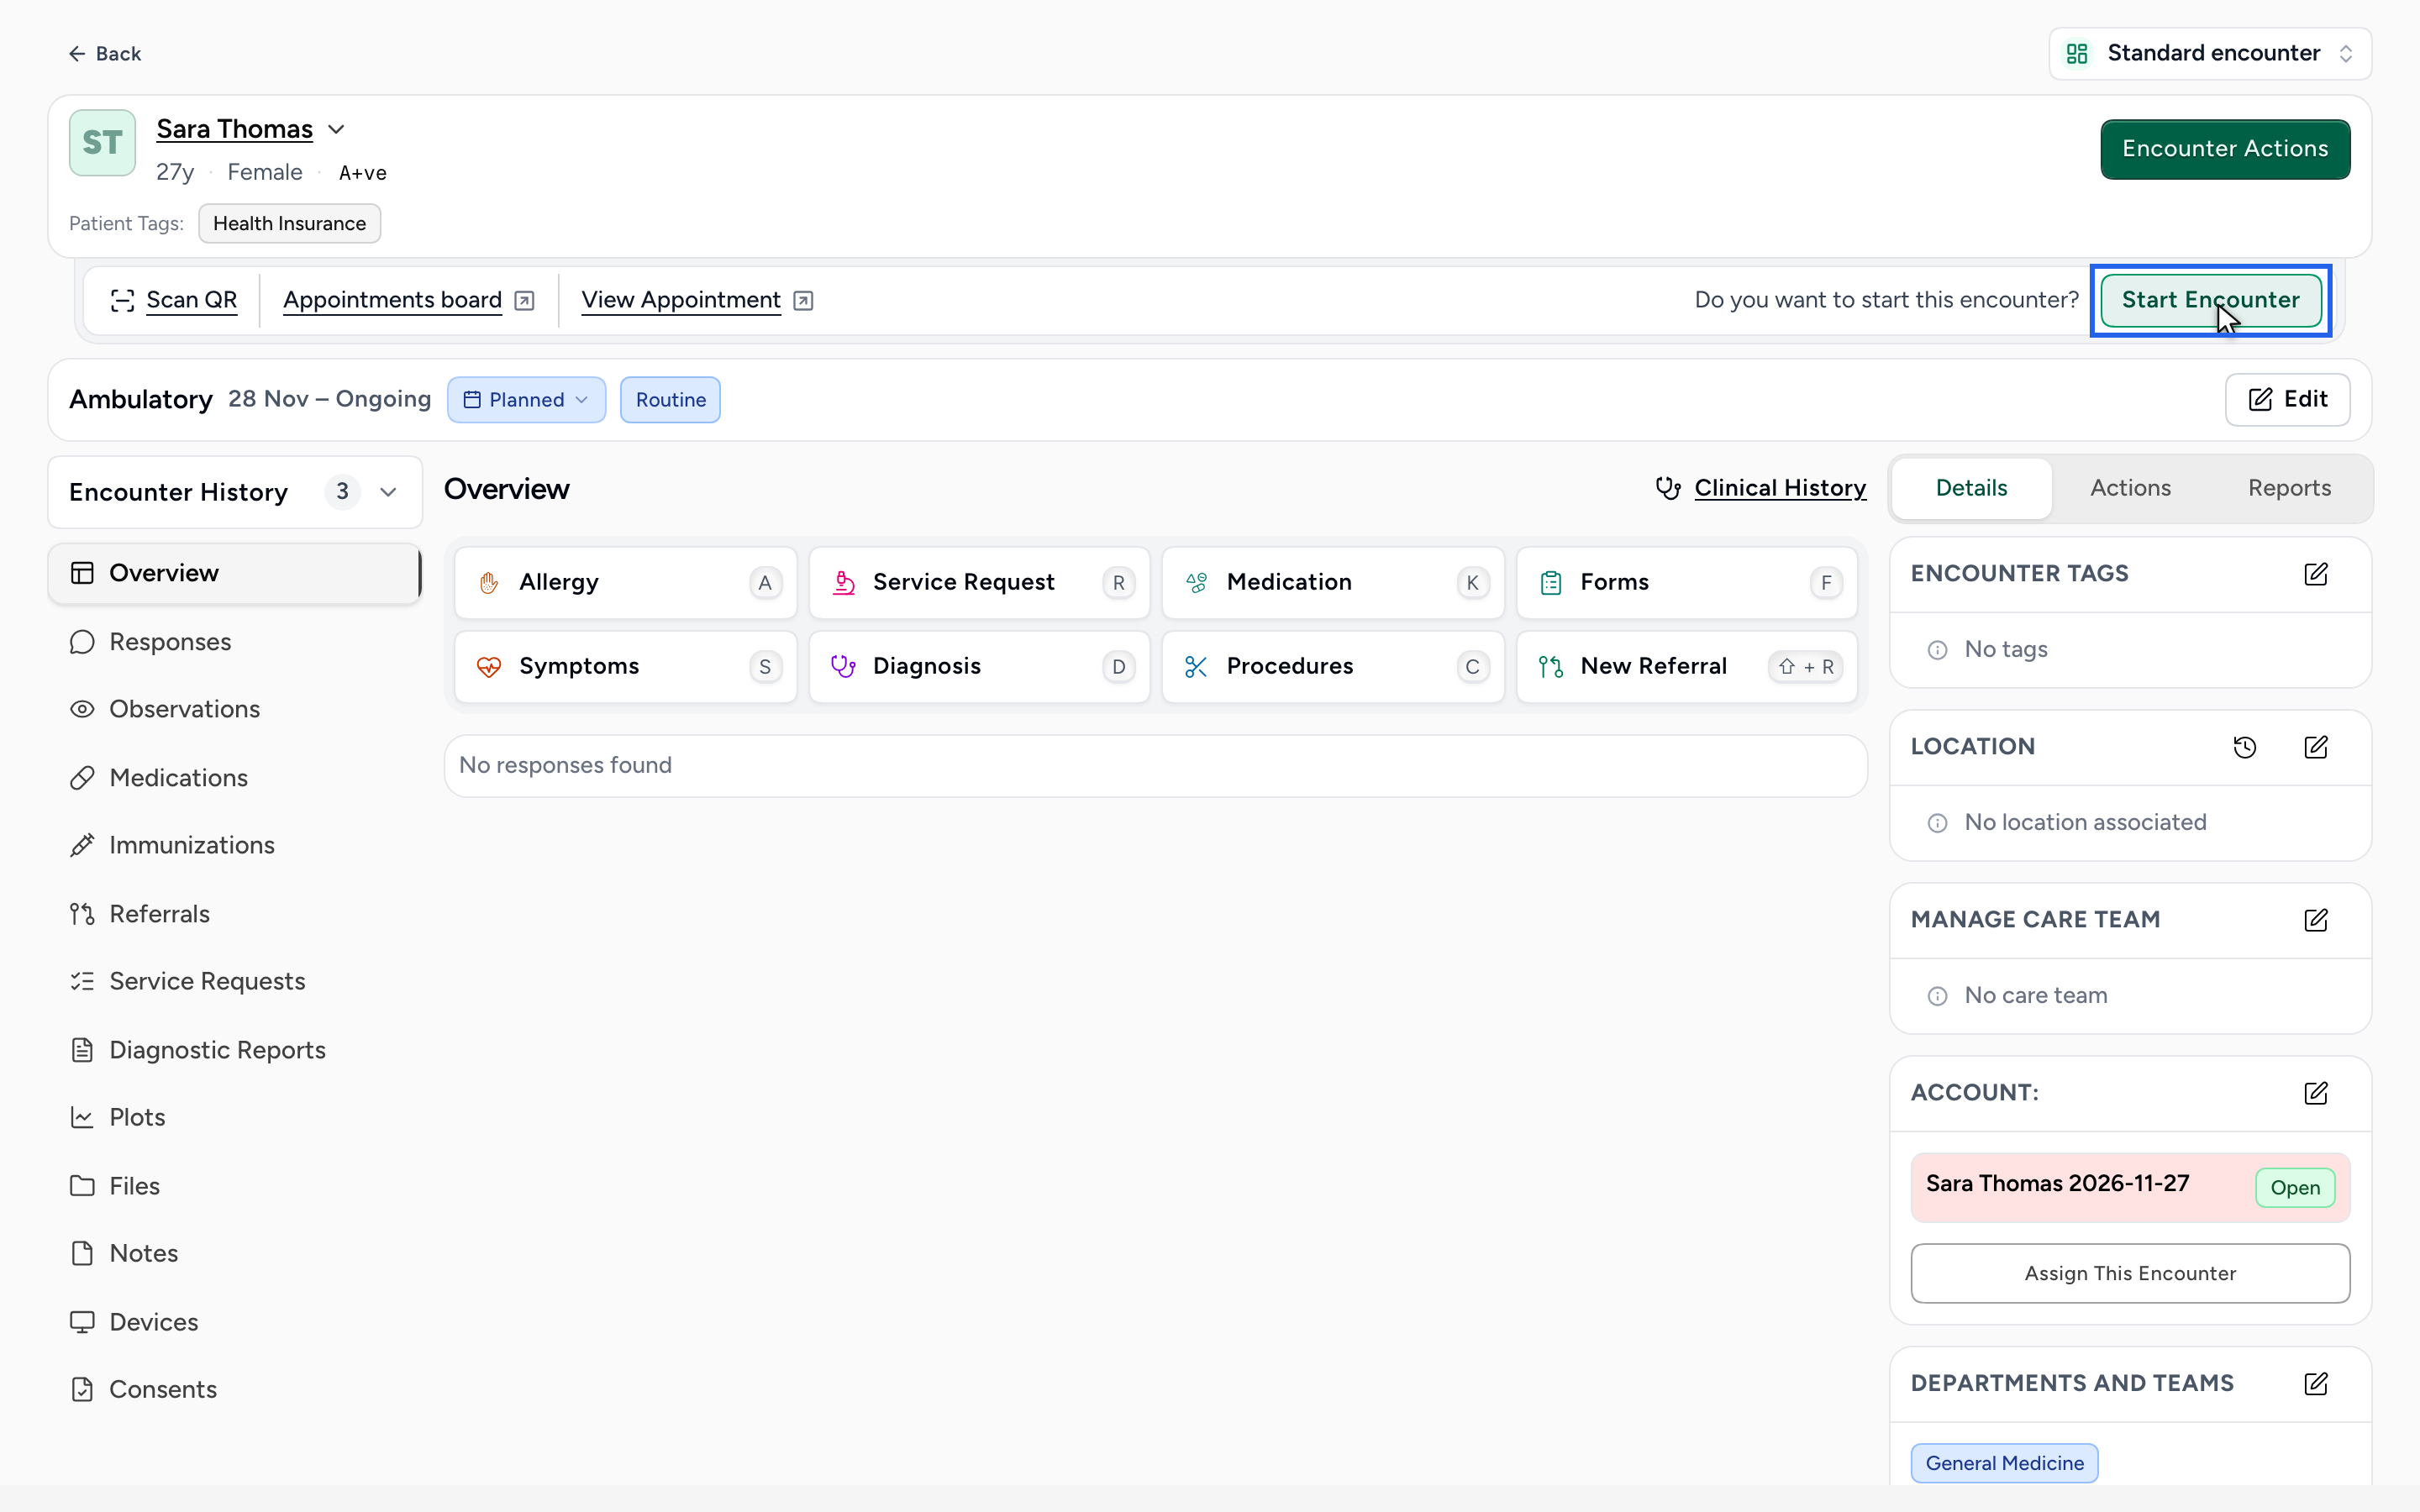 Back
Standard encounter
ST
Sara Thomas
27y · Female · A+ve
Encounter Actions
Patient Tags: Health Insurance
Scan QR
Appointments board
View Appointment
Do you want to start this encounter?
Start Encounter
Ambulatory 28 Nov – Ongoing Planned Routine
Edit
Encounter History 3
Overview
Responses
Observations
Medications
Immunizations
Referrals
Service Requests
Diagnostic Reports
Plots
Files
Notes
Devices
Consents
Overview
Clinical History
Allergy A
Service Request R
Medication K
Forms F
Symptoms S
Diagnosis D
Procedures C
New Referral ⇧ + R
No responses found
Details
Actions
Reports
ENCOUNTER TAGS
No tags
LOCATION
No location associated
MANAGE CARE TEAM
No care team
ACCOUNT:
Sara Thomas 2026-11-27 Open
Assign This Encounter
DEPARTMENTS AND TEAMS
General Medicine